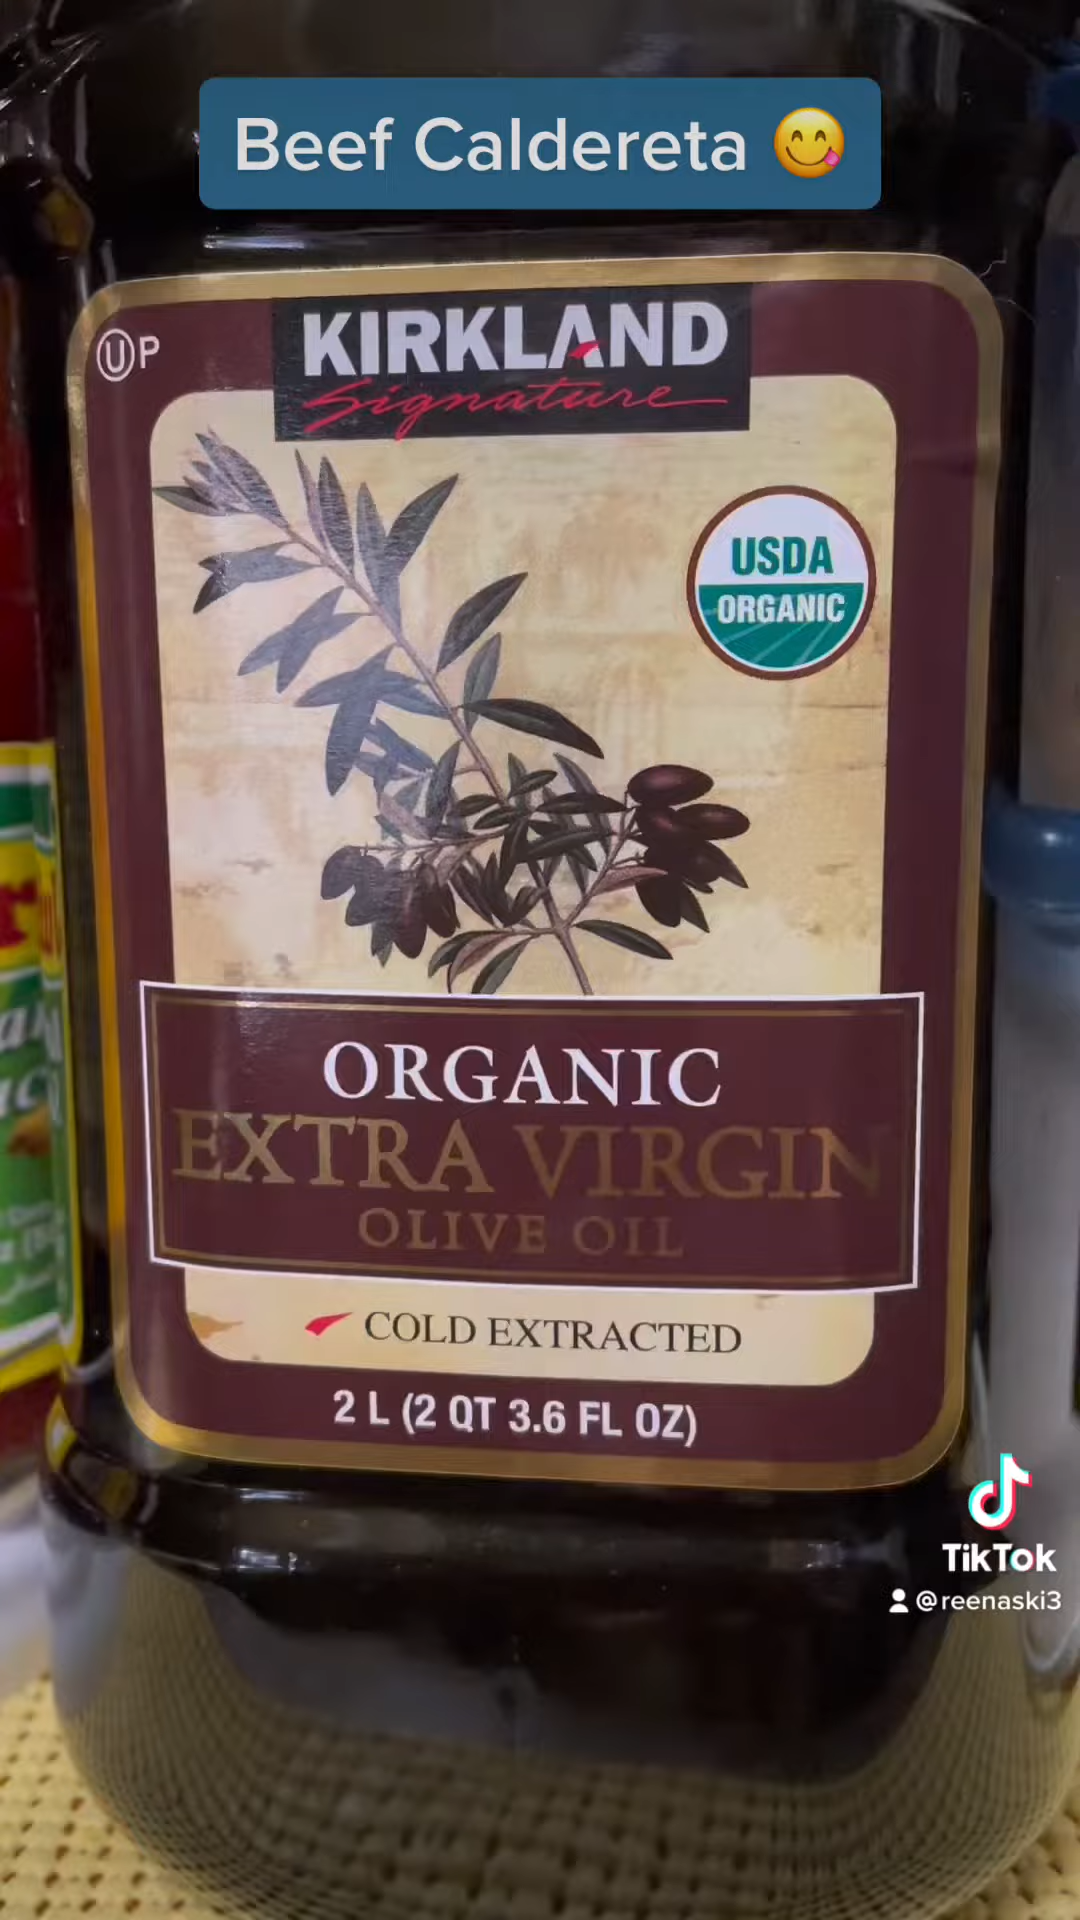 Beef Caldereta 😋
KIRKLAND
Signature
ⓊP
USDA
ORGANIC
ORGANIC
EXTRA VIRGIN
OLIVE OIL
COLD EXTRACTED
2 L (2 QT 3.6 FL OZ)
TikTok
@reenaski3